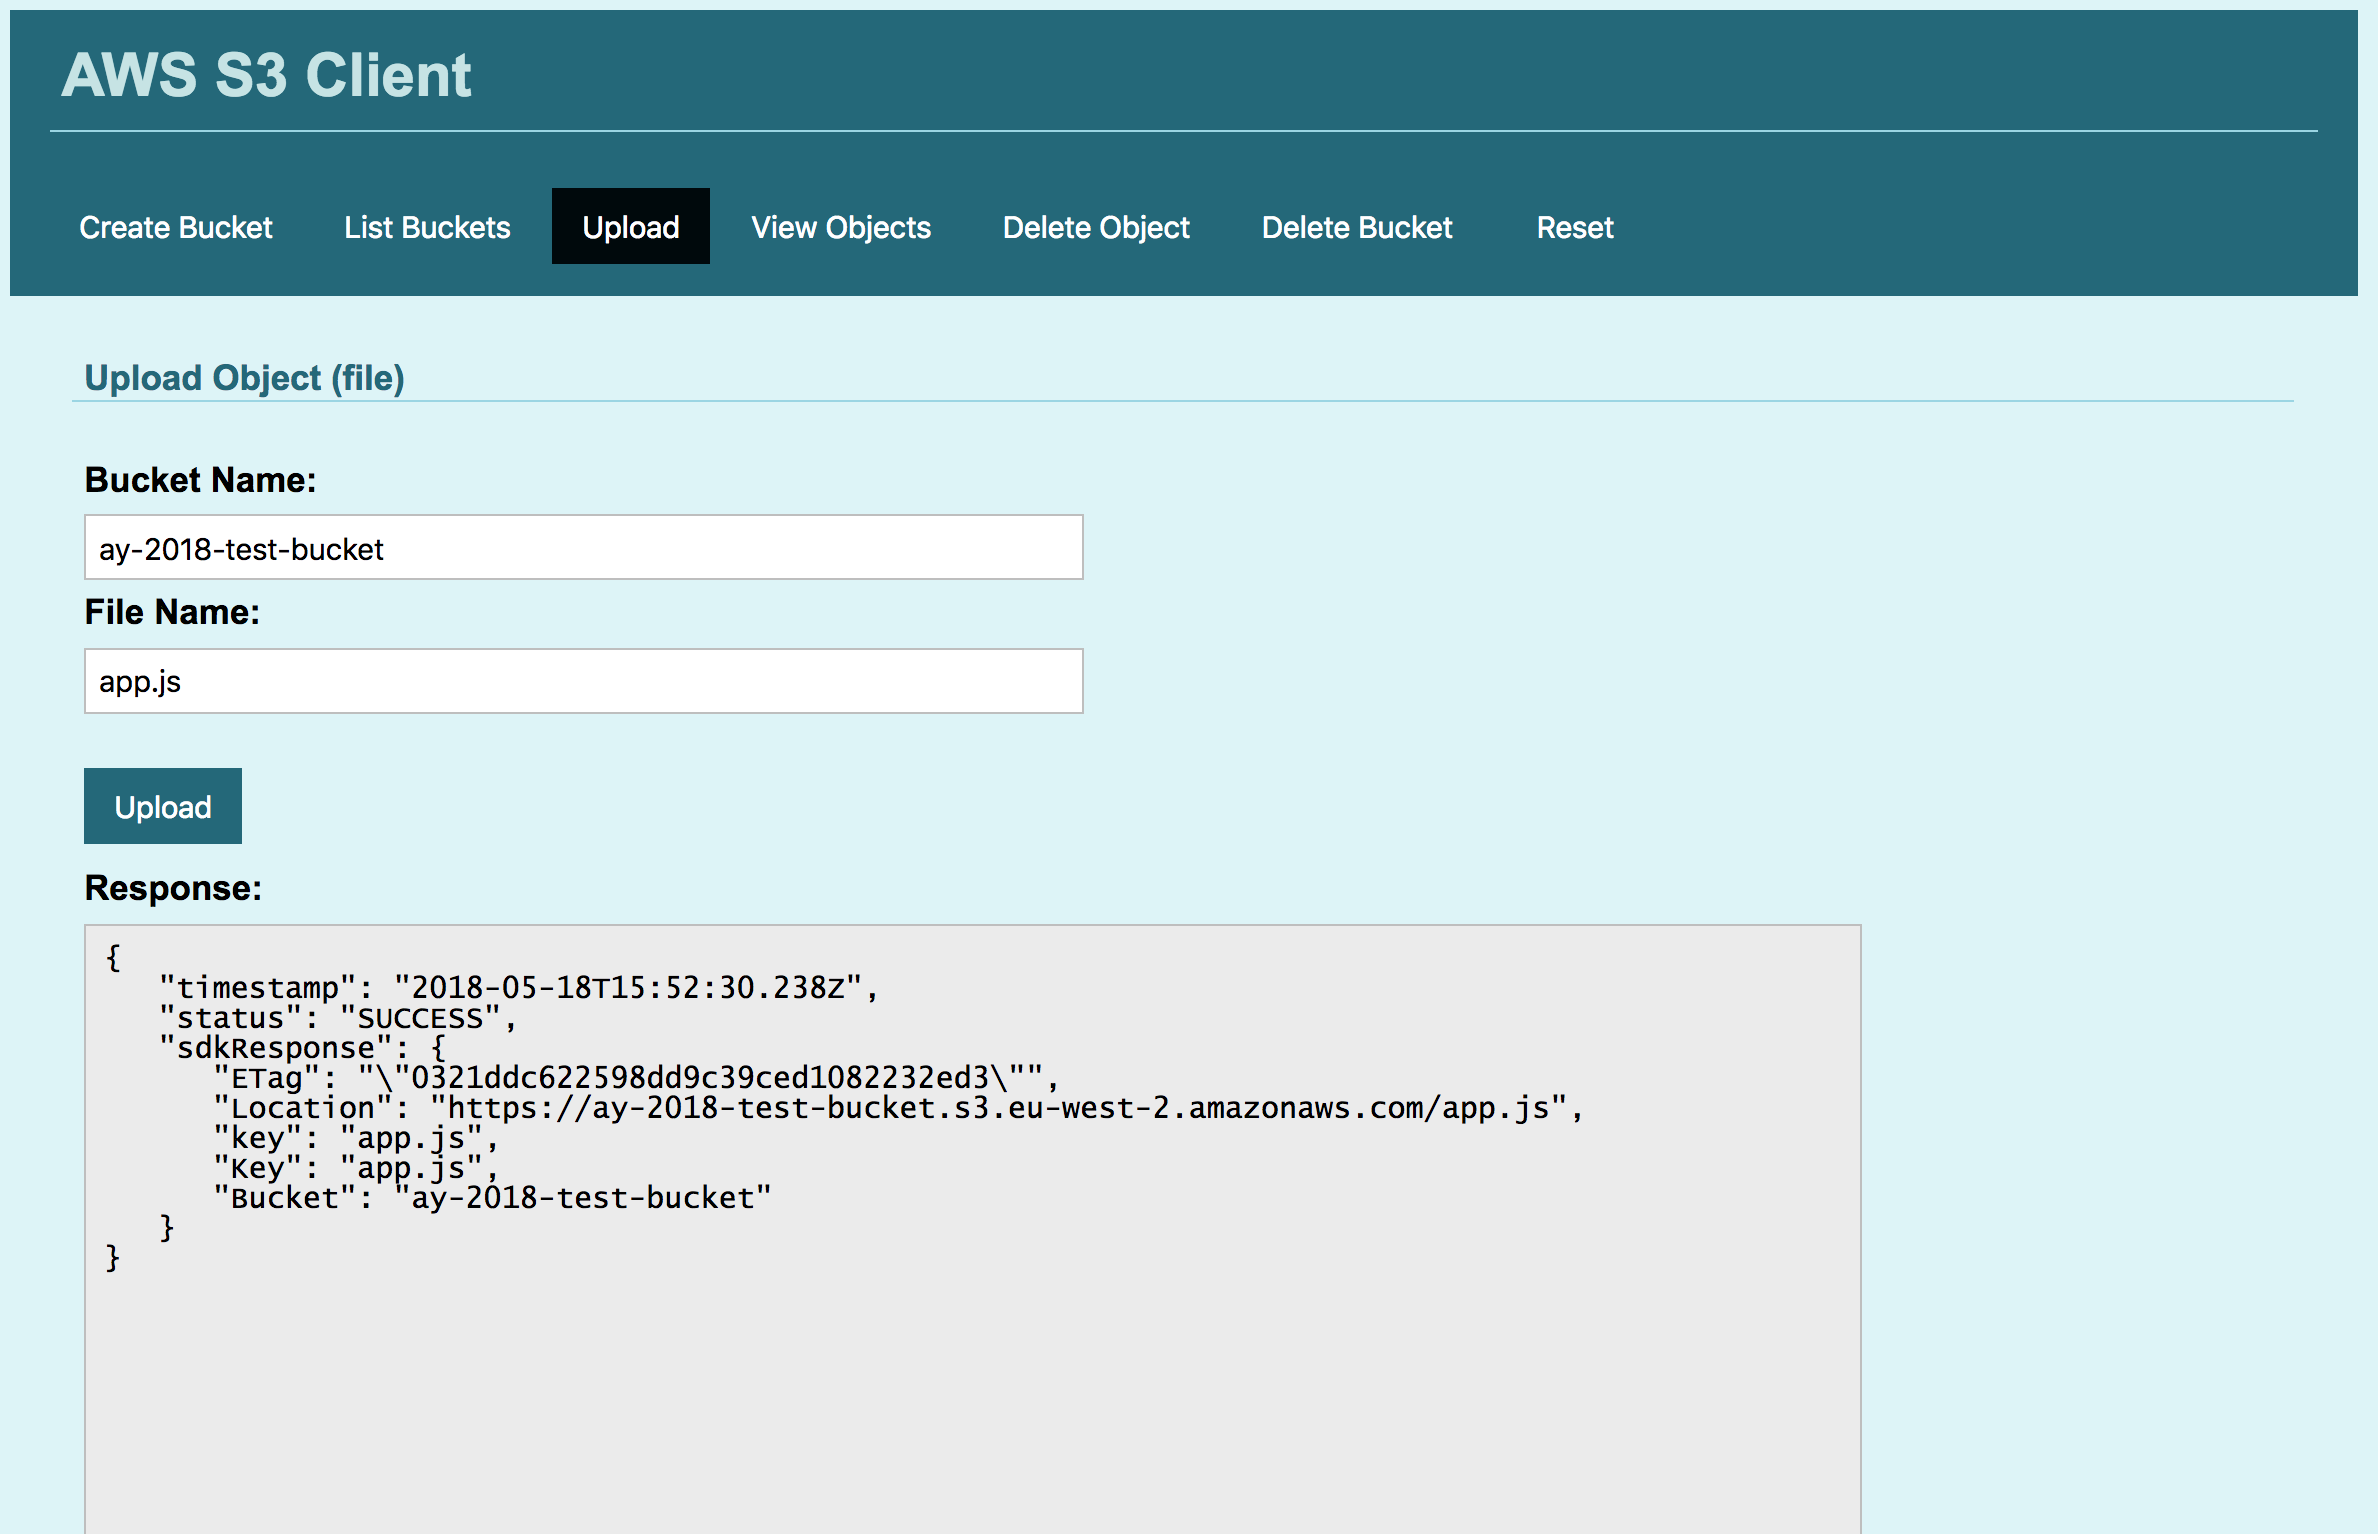 AWS S3 Client
Create Bucket List Buckets Upload View Objects Delete Object Delete Bucket Reset
Upload Object (file)
Bucket Name:
ay-2018-test-bucket
File Name:
app.js
Upload
Response:
{
   "timestamp": "2018-05-18T15:52:30.238Z",
   "status": "SUCCESS",
   "sdkResponse": {
      "ETag": "\"0321ddc622598dd9c39ced1082232ed3\"",
      "Location": "https://ay-2018-test-bucket.s3.eu-west-2.amazonaws.com/app.js",
      "key": "app.js",
      "Key": "app.js",
      "Bucket": "ay-2018-test-bucket"
   }
}